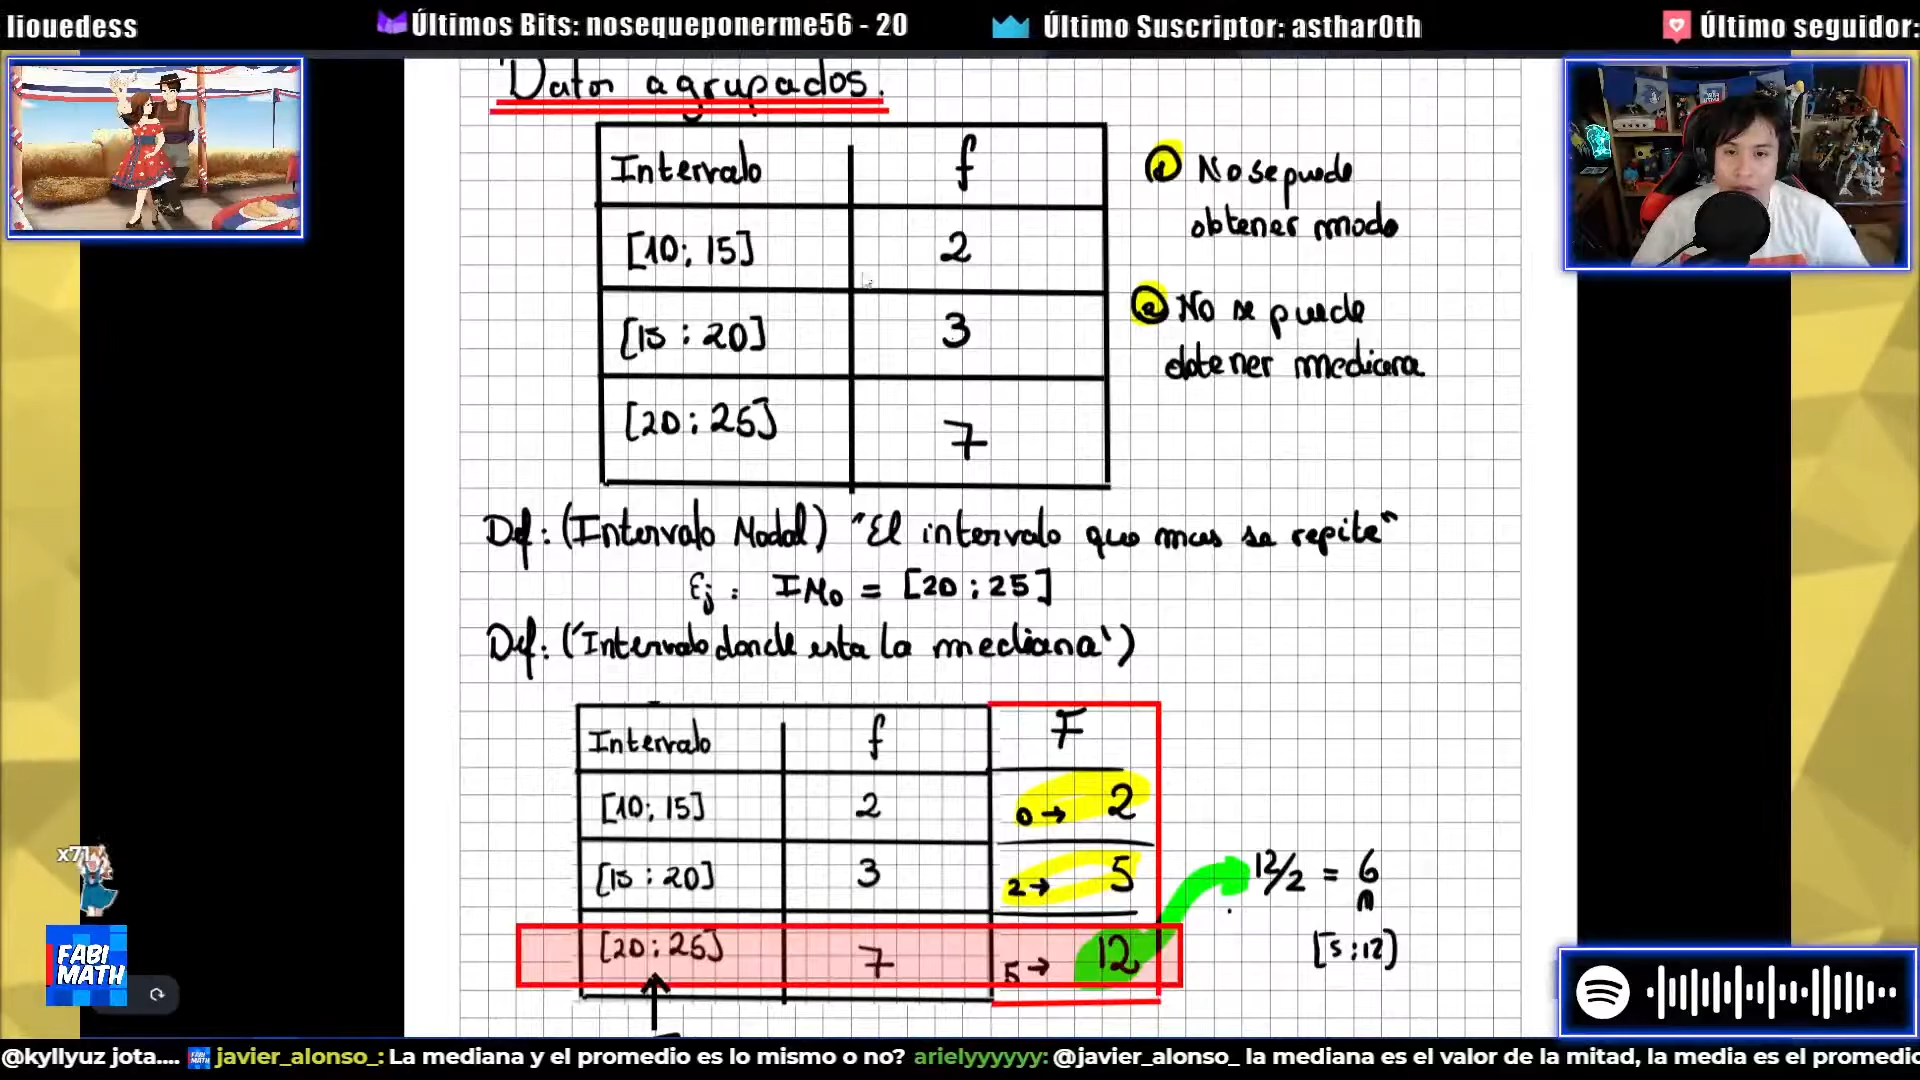 liouedess
Últimos Bits: nosequeponerme56 - 20
Último Suscriptor: asthar0th
Último seguidor:
Datos agrupados.
Intervalo f
[10; 15] 2
[15 : 20] 3
[20 ; 25] 7
① No se puede
obtener moda
② No se puede
obtener mediana
Def: (Intervalo Modal) "El intervalo que mas se repite"
Ej: IMo = [20 ; 25]
Def: ('Intervalo donde esta la mediana')
Intervalo f F
[10; 15] 2 0→ 2
[15 : 20] 3 2→ 5
[20 ; 25] 7 5→ 12
12/2 = 6
[5 ; 12]
x71
FABI
MATH
@kyllyuz jota.... javier_alonso_: La mediana y el promedio es lo mismo o no? arielyyyyyy: @javier_alonso_ la mediana es el valor de la mitad, la media es el promedio